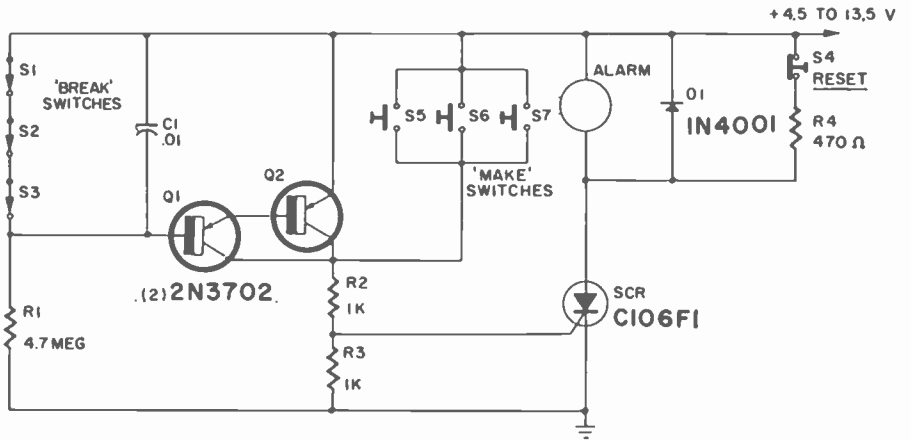 + 4.5 TO 13.5 V
S1
'BREAK'
SWITCHES
S2
S3
C1
.01
Q1
Q2
.(2) 2N3702.
R1
4.7 MEG
R2
1K
R3
1K
S5
S6
S7
'MAKE'
SWITCHES
ALARM
D1
1N4001
S4
RESET
R4
470 Ω
SCR
C106F1